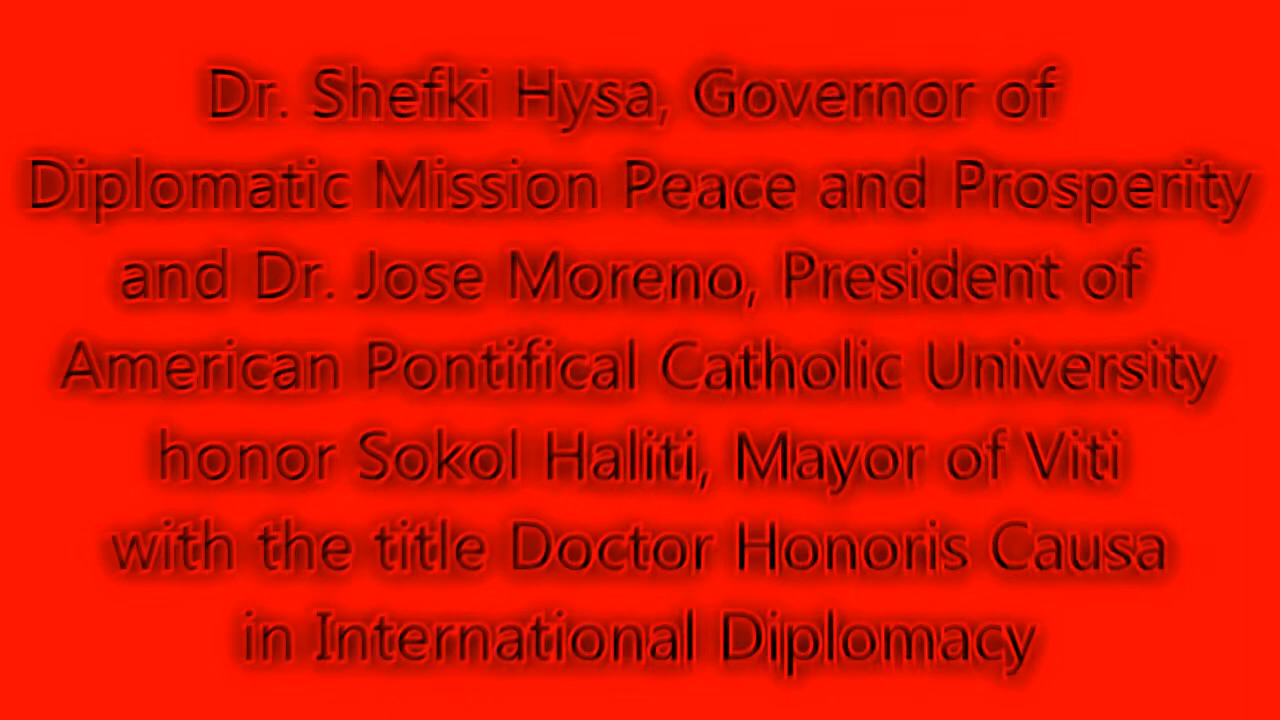 Dr. Shefki Hysa, Governor of
Diplomatic Mission Peace and Prosperity
and Dr. Jose Moreno, President of
American Pontifical Catholic University
honor Sokol Haliti, Mayor of Viti
with the title Doctor Honoris Causa
in International Diplomacy